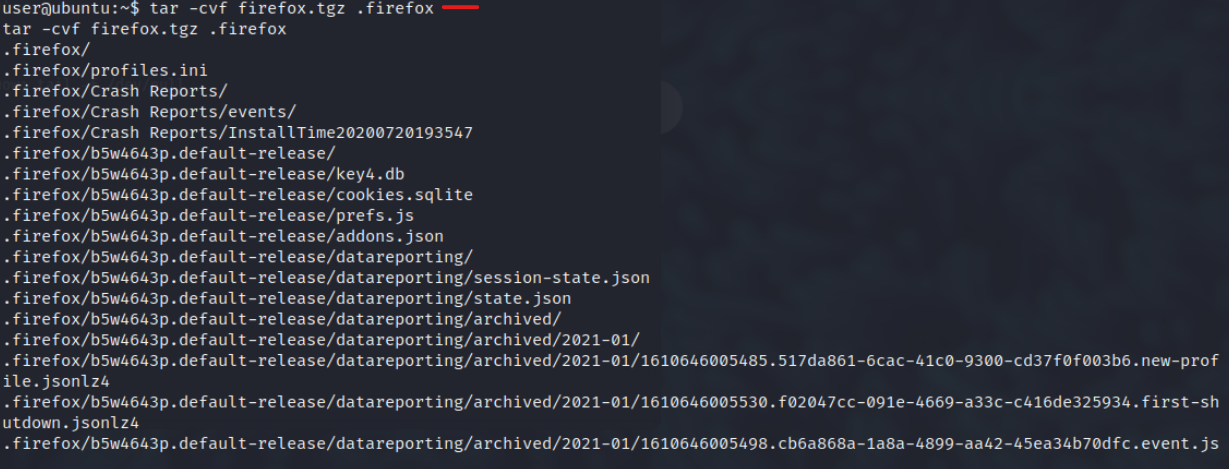 user@ubuntu:~$ tar -cvf firefox.tgz .firefox
tar -cvf firefox.tgz .firefox
.firefox/
.firefox/profiles.ini
.firefox/Crash Reports/
.firefox/Crash Reports/events/
.firefox/Crash Reports/InstallTime20200720193547
.firefox/b5w4643p.default-release/
.firefox/b5w4643p.default-release/key4.db
.firefox/b5w4643p.default-release/cookies.sqlite
.firefox/b5w4643p.default-release/prefs.js
.firefox/b5w4643p.default-release/addons.json
.firefox/b5w4643p.default-release/datareporting/
.firefox/b5w4643p.default-release/datareporting/session-state.json
.firefox/b5w4643p.default-release/datareporting/state.json
.firefox/b5w4643p.default-release/datareporting/archived/
.firefox/b5w4643p.default-release/datareporting/archived/2021-01/
.firefox/b5w4643p.default-release/datareporting/archived/2021-01/1610646005485.517da861-6cac-41c0-9300-cd37f0f003b6.new-prof
ile.jsonlz4
.firefox/b5w4643p.default-release/datareporting/archived/2021-01/1610646005530.f02047cc-091e-4669-a33c-c416de325934.first-sh
utdown.jsonlz4
.firefox/b5w4643p.default-release/datareporting/archived/2021-01/1610646005498.cb6a868a-1a8a-4899-aa42-45ea34b70dfc.event.js